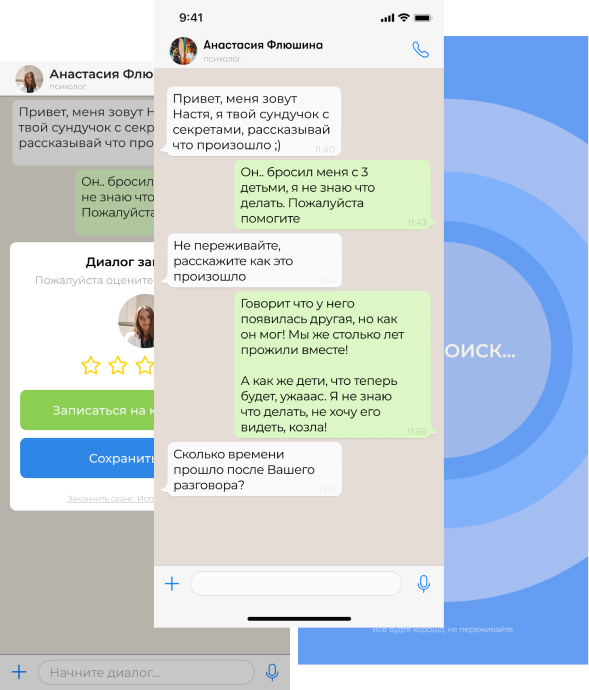 9:41
Анастасия Флюшина
психолог
Привет, меня зовут
Настя, я твой сундучок с
секретами, рассказывай
что произошло ;)
11:40
Он.. бросил меня с 3
детьми, я не знаю что
делать. Пожалуйста
помогите
11:43
Не переживайте,
расскажите как это
произошло
11:44
Говорит что у него
появилась другая, но как
он мог! Мы же столько лет
прожили вместе!
А как же дети, что теперь
будет, ужааас. Я не знаю
что делать, не хочу его
видеть, козла!
11:50
Сколько времени
прошло после Вашего
разговора?
11:57
Анастасия Флю
психолог
Привет, меня зовут Н
твой сундучок с секр
рассказывай что про
Он.. бросил
не знаю что
Пожалуйста
Диалог за
Пожалуйста оцените
Записаться на к
Сохранить
Закончить сеанс. Ист
Начните диалог...
ОИСК...
Все будте хорошо, не переживайте